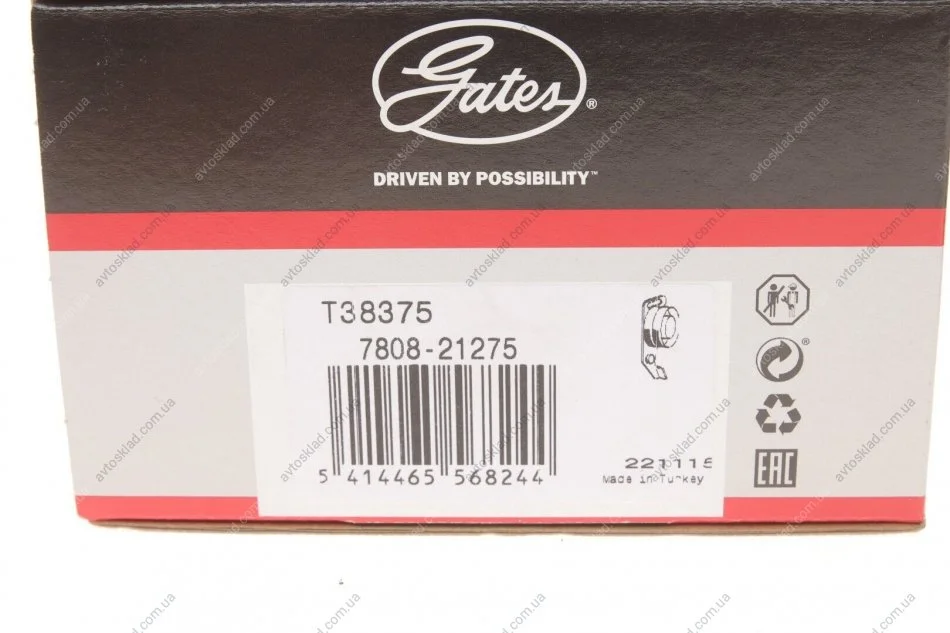 Gates®
DRIVEN BY POSSIBILITY™
T38375
7808-21275
5 414465 568244
221115
Made in Turkey
®
EAC
avtosklad.com.ua